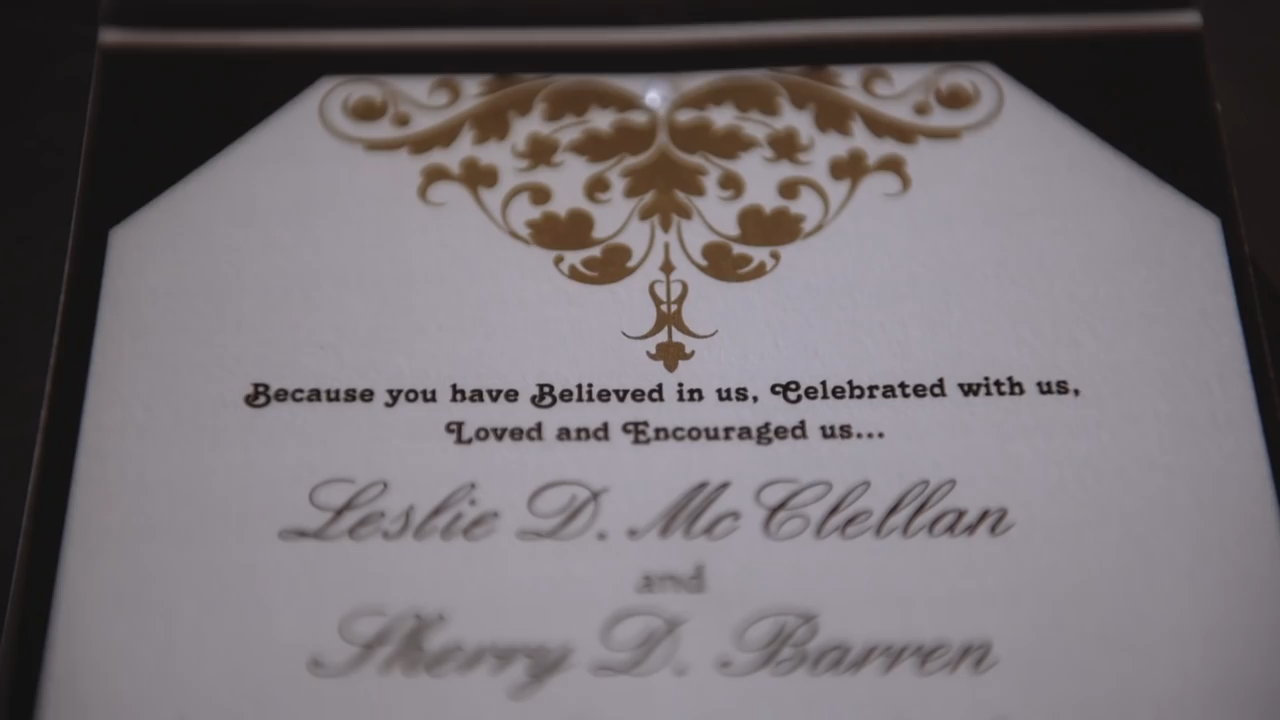 Because you have Believed in us, Celebrated with us,
Loved and Encouraged us...
Leslie D. McClellan
and
Sherry D. Barren